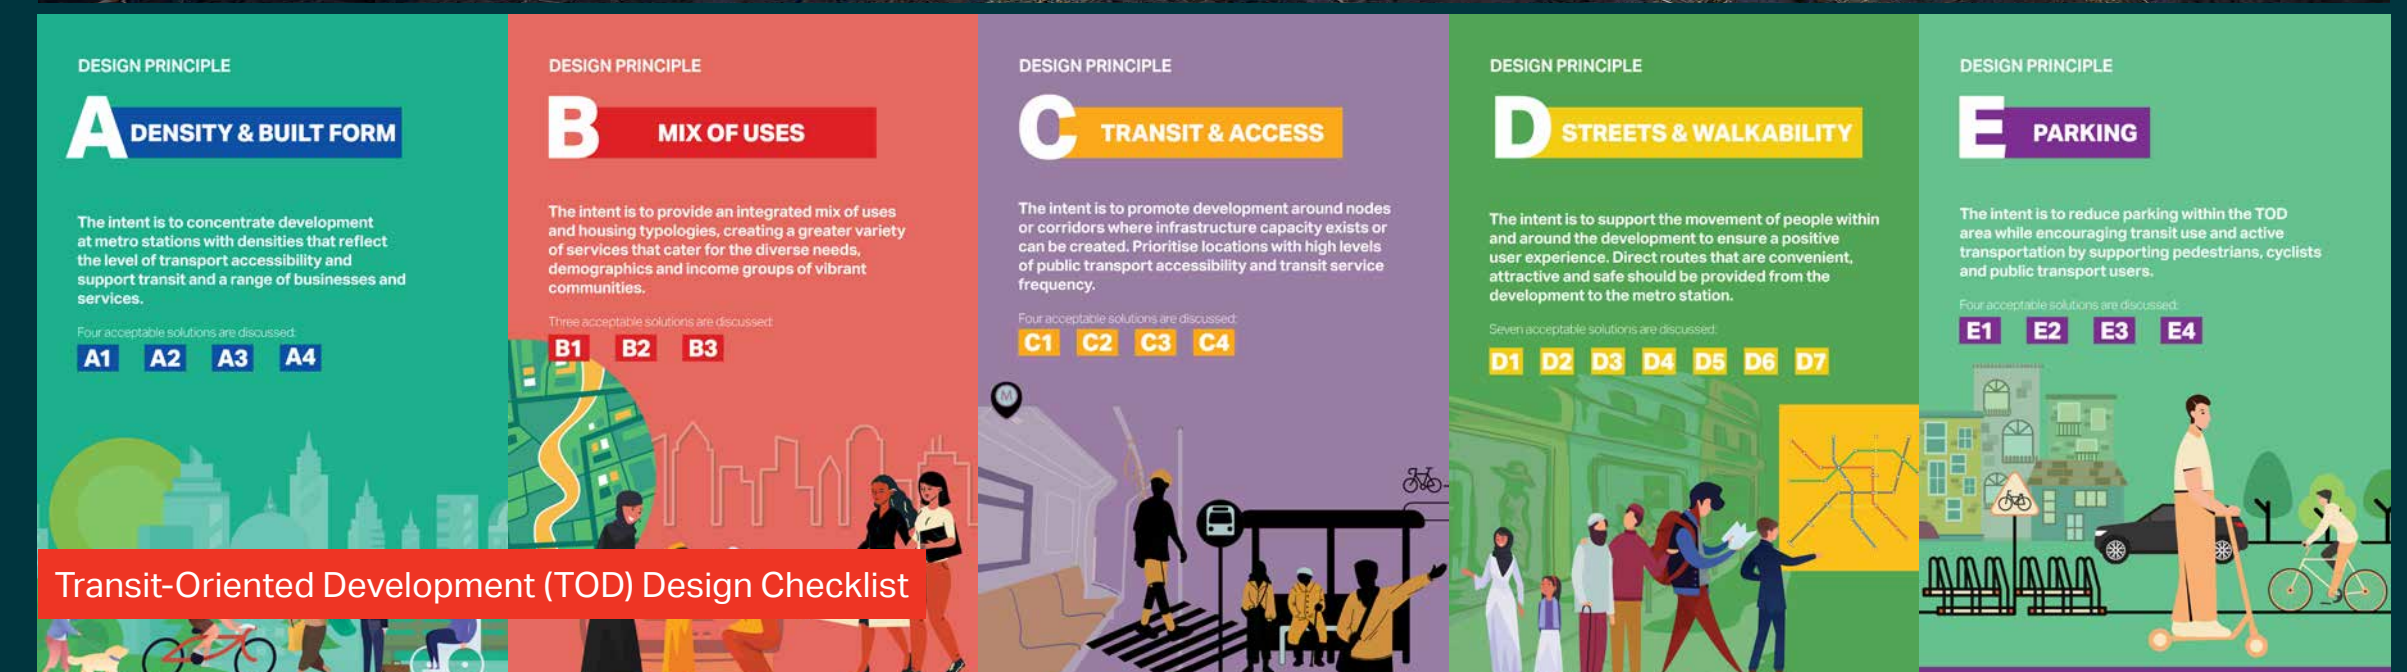 DESIGN PRINCIPLE
A DENSITY & BUILT FORM
The intent is to concentrate development
at metro stations with densities that reflect
the level of transport accessibility and
support transit and a range of businesses and
services.
Four acceptable solutions are discussed:
A1 A2 A3 A4
DESIGN PRINCIPLE
B MIX OF USES
The intent is to provide an integrated mix of uses
and housing typologies, creating a greater variety
of services that cater for the diverse needs,
demographics and income groups of vibrant
communities.
Three acceptable solutions are discussed:
B1 B2 B3
DESIGN PRINCIPLE
C TRANSIT & ACCESS
The intent is to promote development around nodes
or corridors where infrastructure capacity exists or
can be created. Prioritise locations with high levels
of public transport accessibility and transit service
frequency.
Four acceptable solutions are discussed:
C1 C2 C3 C4
M
DESIGN PRINCIPLE
D STREETS & WALKABILITY
The intent is to support the movement of people within
and around the development to ensure a positive
user experience. Direct routes that are convenient,
attractive and safe should be provided from the
development to the metro station.
Seven acceptable solutions are discussed:
D1 D2 D3 D4 D5 D6 D7
DESIGN PRINCIPLE
E PARKING
The intent is to reduce parking within the TOD
area while encouraging transit use and active
transportation by supporting pedestrians, cyclists
and public transport users.
Four acceptable solutions are discussed:
E1 E2 E3 E4
Transit-Oriented Development (TOD) Design Checklist